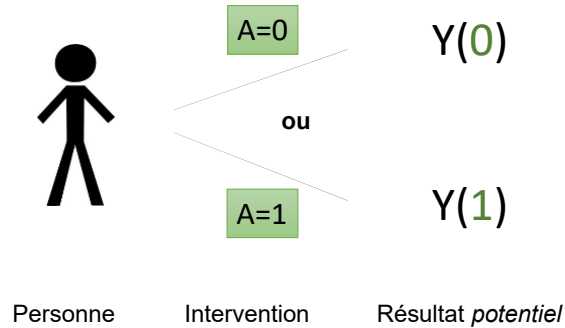 A=0
Y(0)
ou
A=1
Y(1)
Personne Intervention Résultat potentiel